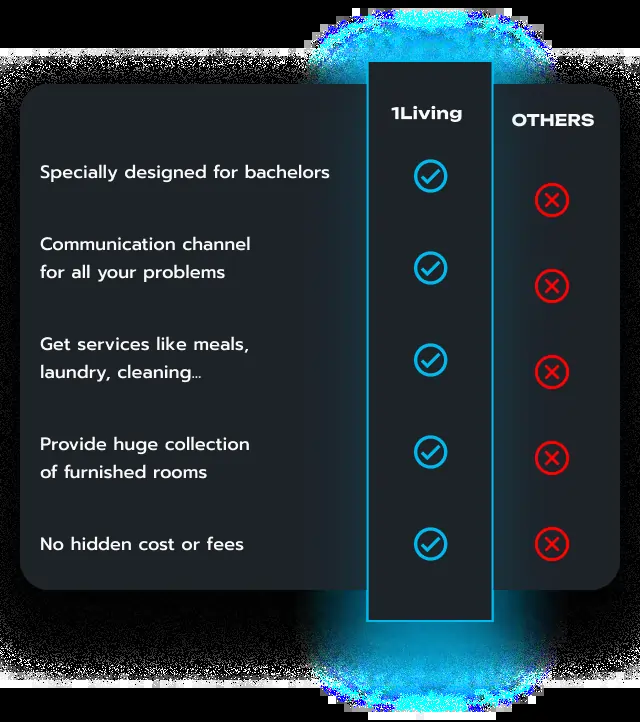 1Living
OTHERS
Specially designed for bachelors
Communication channel
for all your problems
Get services like meals,
laundry, cleaning...
Provide huge collection
of furnished rooms
No hidden cost or fees